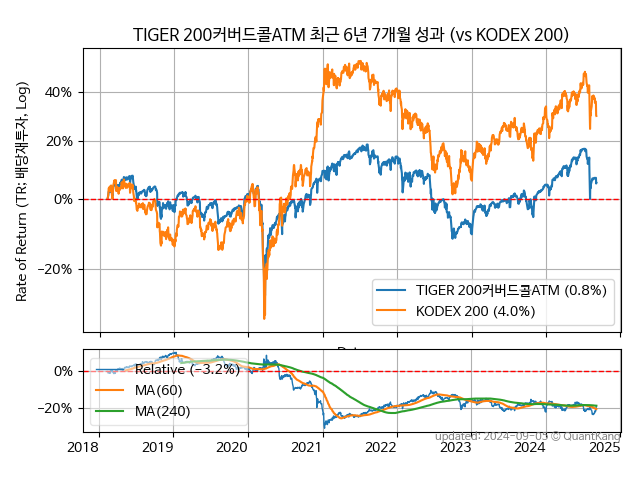 TIGER 200커버드콜ATM 최근 6년 7개월 성과 (vs KODEX 200)
Rate of Return (TR: 배당재투자, Log)
40%
20%
0%
−20%
TIGER 200커버드콜ATM (0.8%)
KODEX 200 (4.0%)
0%
−20%
Relative (−3.2%)
MA(60)
MA(240)
updated: 2024-09-05 © QuantKang
2018 2019 2020 2021 2022 2023 2024 2025